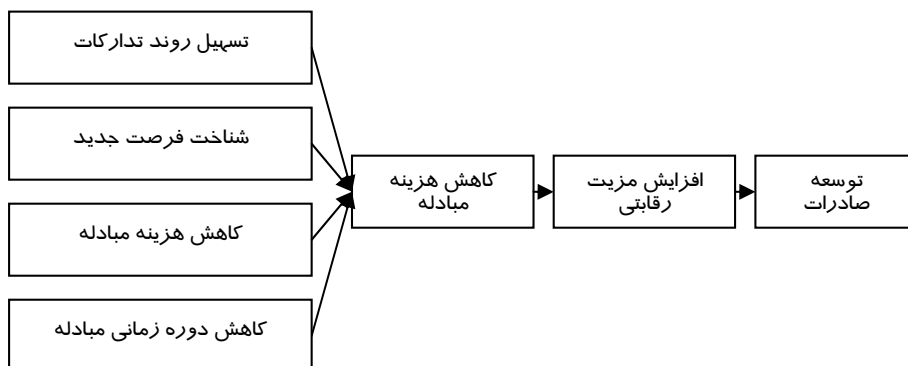 تسهیل روند تدارکات
شناخت فرصت جدید
کاهش هزینه مبادله
کاهش دوره زمانی مبادله
کاهش هزینه
مبادله
افزایش مزیت
رقابتی
توسعه
صادرات